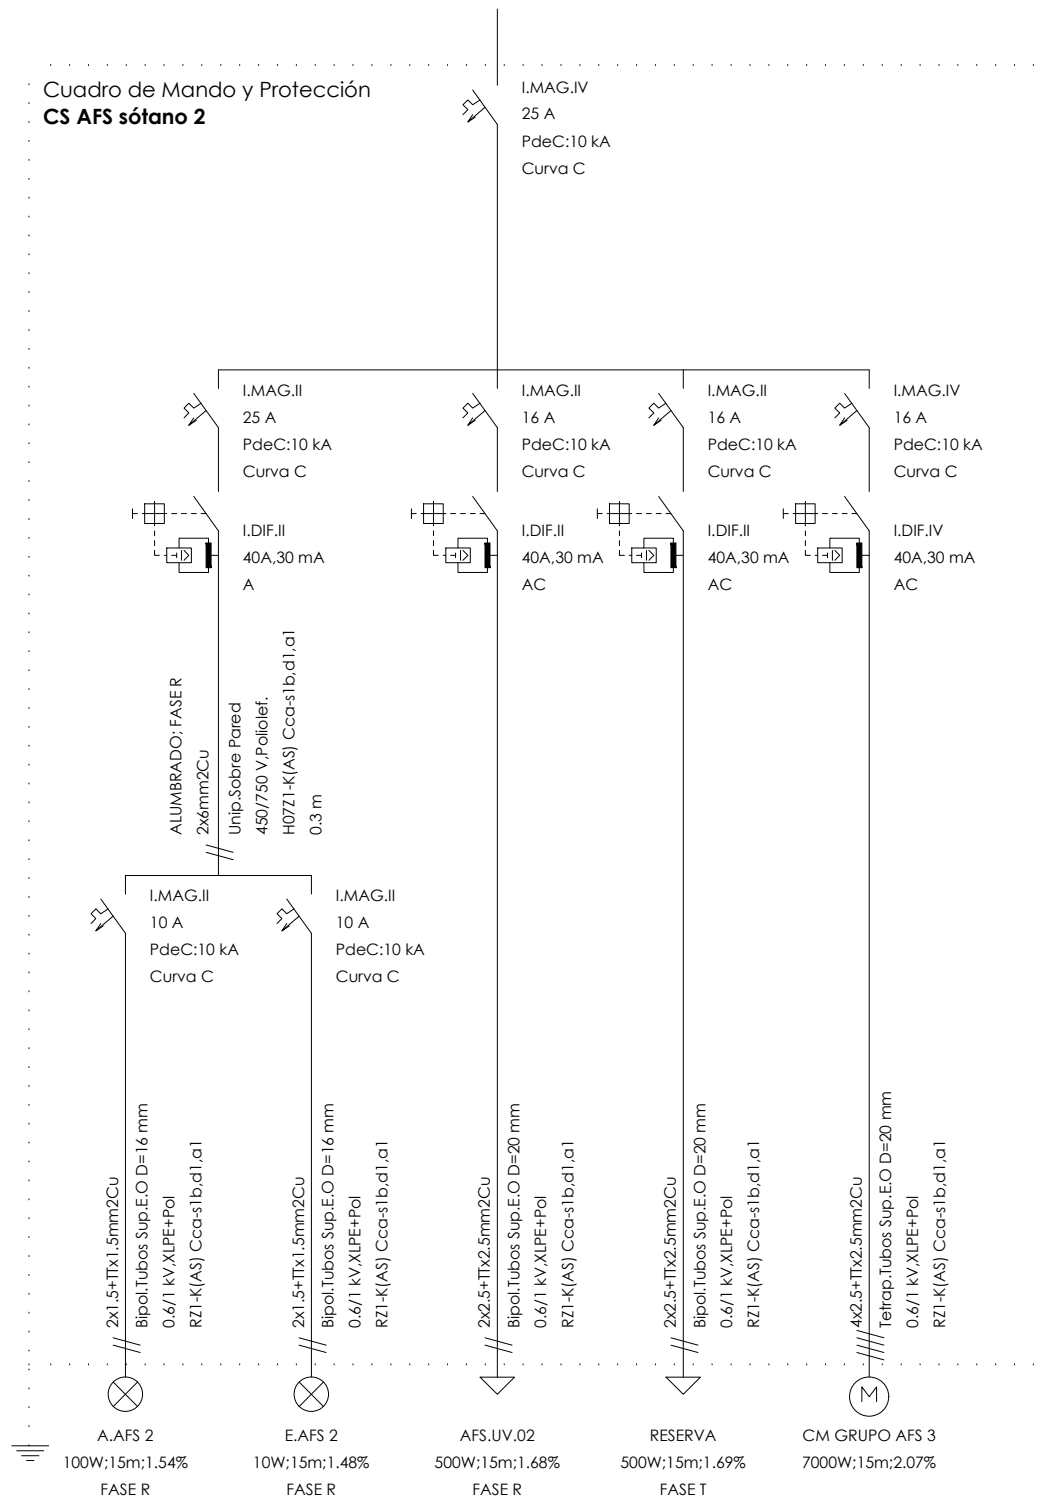 Cuadro de Mando y Protección
CS AFS sótano 2
I.MAG.IV
25 A
PdeC:10 kA
Curva C
I.MAG.II
25 A
PdeC:10 kA
Curva C
I.MAG.II
16 A
PdeC:10 kA
Curva C
I.MAG.II
16 A
PdeC:10 kA
Curva C
I.MAG.IV
16 A
PdeC:10 kA
Curva C
I.DIF.II
40A,30 mA
A
I.DIF.II
40A,30 mA
AC
I.DIF.II
40A,30 mA
AC
I.DIF.IV
40A,30 mA
AC
ALUMBRADO; FASE R
2x6mm2Cu
Unip.Sobre Pared
450/750 V,Poliolef.
H07Z1-K(AS) Cca-s1b,d1,a1
0.3 m
I.MAG.II
10 A
PdeC:10 kA
Curva C
I.MAG.II
10 A
PdeC:10 kA
Curva C
2x1.5+TTx1.5mm2Cu
Bipol.Tubos Sup.E.O D=16 mm
0.6/1 kV,XLPE+Pol
RZ1-K(AS) Cca-s1b,d1,a1
2x1.5+TTx1.5mm2Cu
Bipol.Tubos Sup.E.O D=16 mm
0.6/1 kV,XLPE+Pol
RZ1-K(AS) Cca-s1b,d1,a1
2x2.5+TTx2.5mm2Cu
Bipol.Tubos Sup.E.O D=20 mm
0.6/1 kV,XLPE+Pol
RZ1-K(AS) Cca-s1b,d1,a1
2x2.5+TTx2.5mm2Cu
Bipol.Tubos Sup.E.O D=20 mm
0.6/1 kV,XLPE+Pol
RZ1-K(AS) Cca-s1b,d1,a1
4x2.5+TTx2.5mm2Cu
Tetrap.Tubos Sup.E.O D=20 mm
0.6/1 kV,XLPE+Pol
RZ1-K(AS) Cca-s1b,d1,a1
M
A.AFS 2
100W;15m;1.54%
FASE R
E.AFS 2
10W;15m;1.48%
FASE R
AFS.UV.02
500W;15m;1.68%
FASE R
RESERVA
500W;15m;1.69%
FASE T
CM GRUPO AFS 3
7000W;15m;2.07%